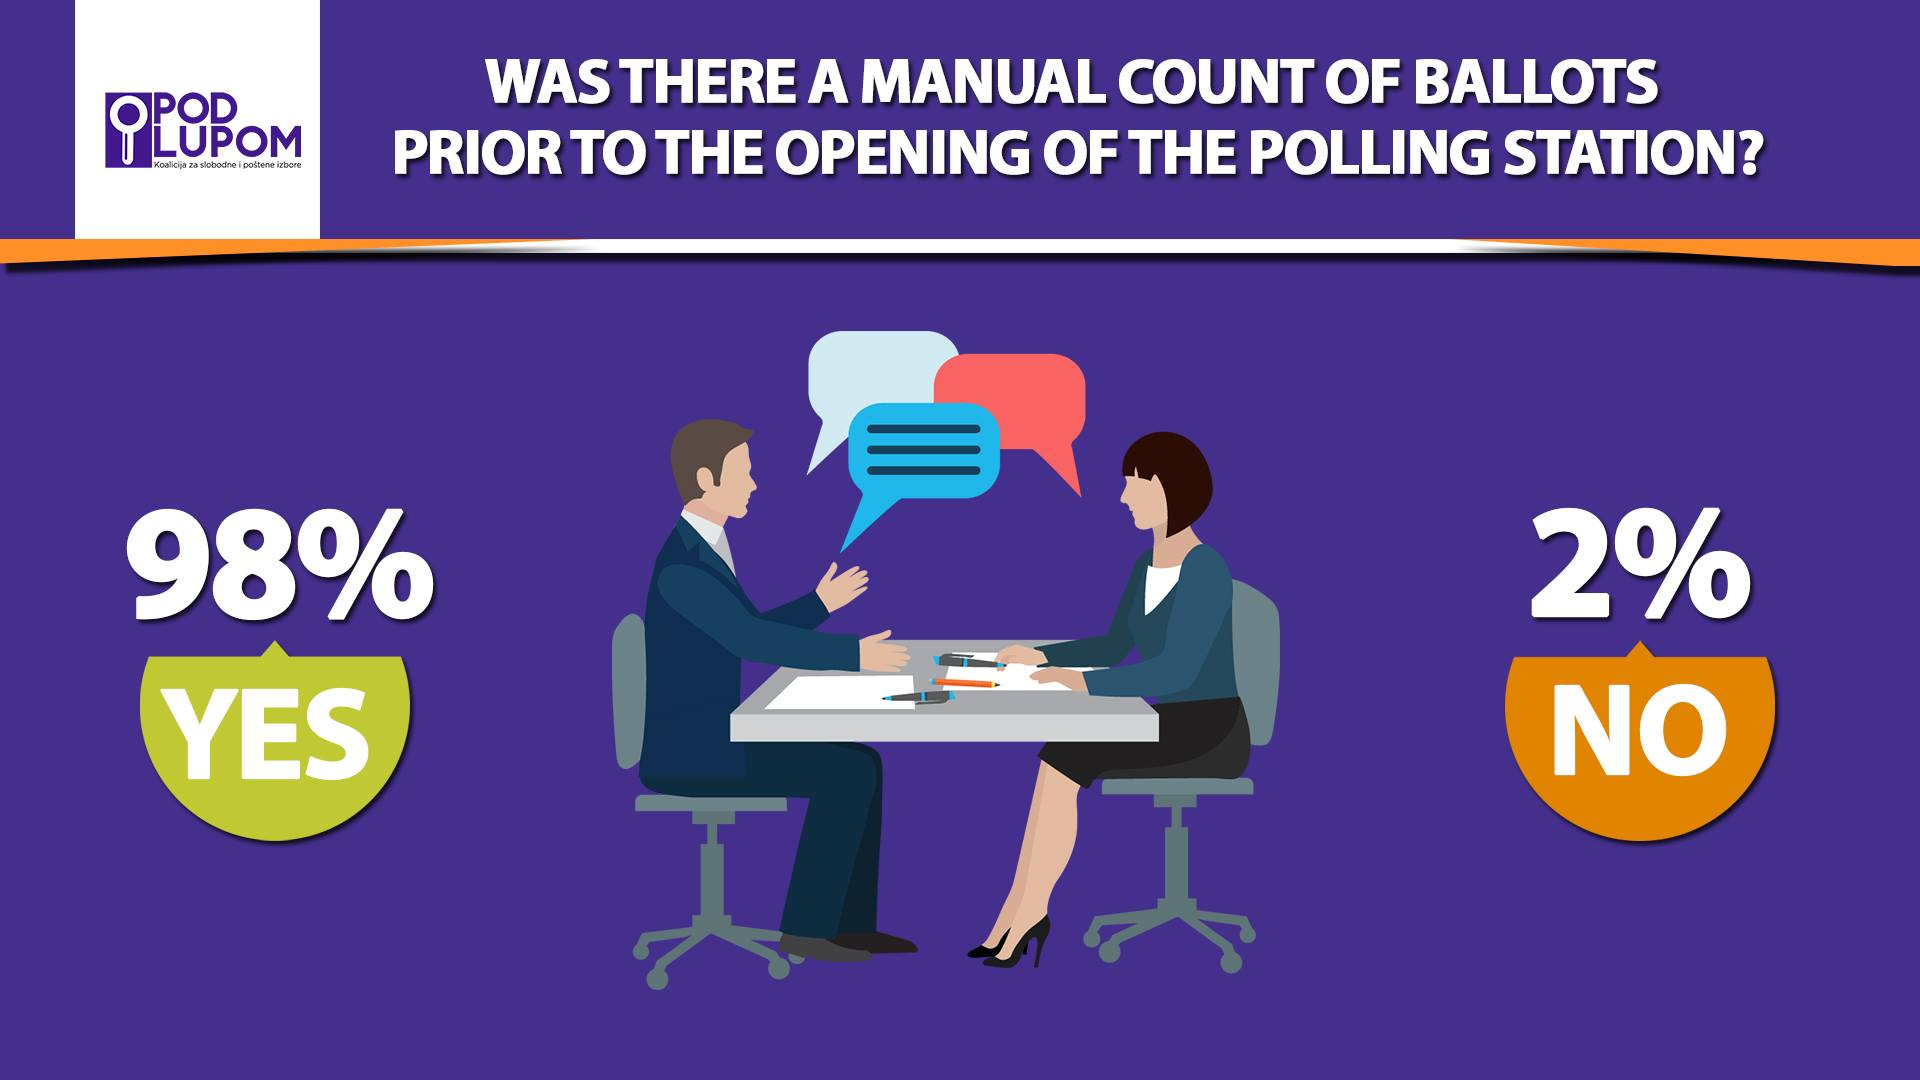 POD
LUPOM
Koalicija za slobodne i poštene izbore
WAS THERE A MANUAL COUNT OF BALLOTS
PRIOR TO THE OPENING OF THE POLLING STATION?
98%
YES
2%
NO